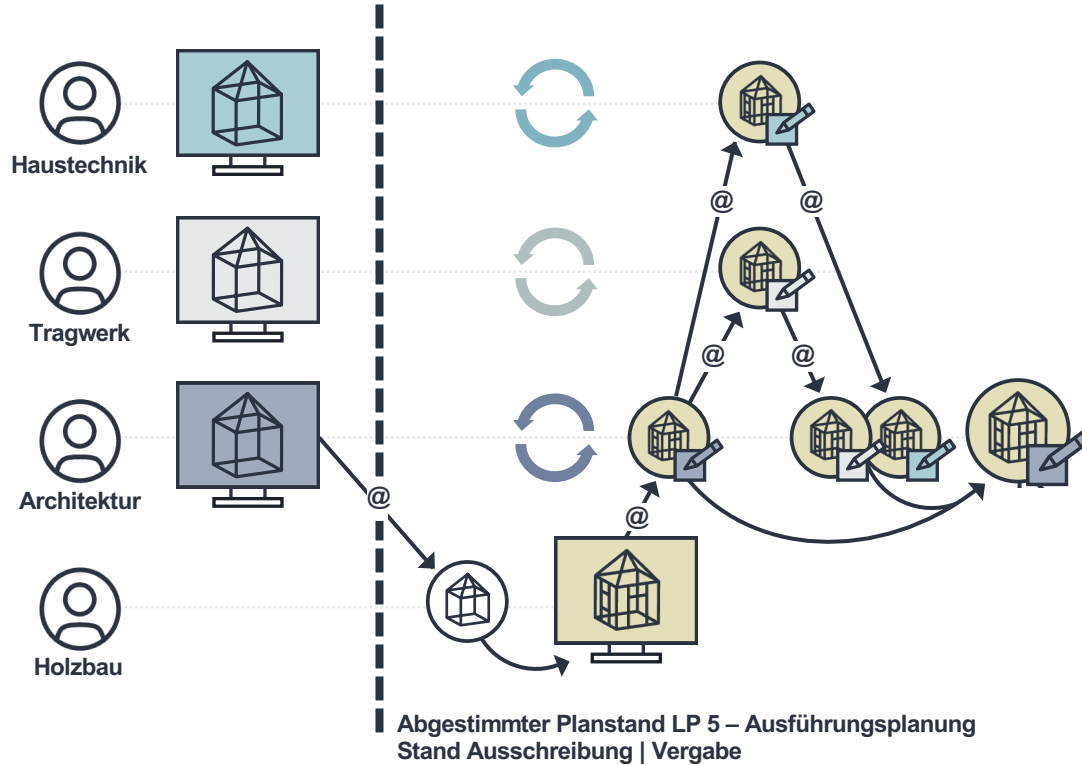 Haustechnik
@
@
Tragwerk
@
@
Architektur
@
@
Holzbau
Abgestimmter Planstand LP 5 – Ausführungsplanung
Stand Ausschreibung | Vergabe